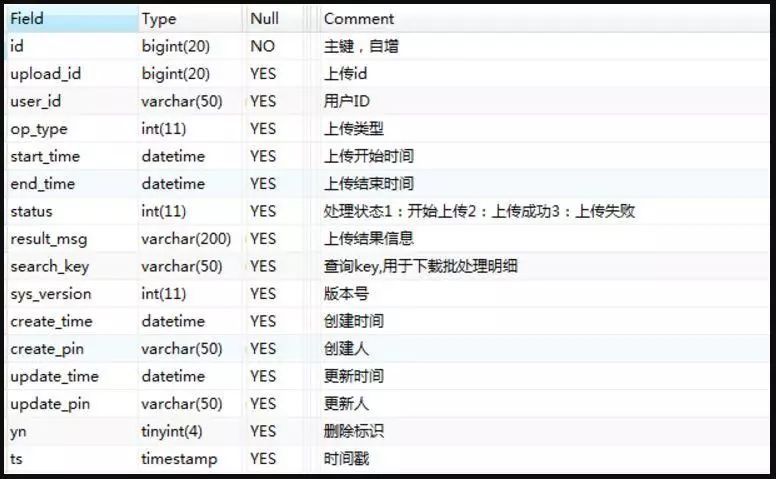 Field Type Null Comment
id bigint(20) NO 主键，自增
upload_id bigint(20) YES 上传id
user_id varchar(50) YES 用户ID
op_type int(11) YES 上传类型
start_time datetime YES 上传开始时间
end_time datetime YES 上传结束时间
status int(11) YES 处理状态1：开始上传2：上传成功3：上传失败
result_msg varchar(200) YES 上传结果信息
search_key varchar(50) YES 查询key,用于下载批处理明细
sys_version int(11) YES 版本号
create_time datetime YES 创建时间
create_pin varchar(50) YES 创建人
update_time datetime YES 更新时间
update_pin varchar(50) YES 更新人
yn tinyint(4) YES 删除标识
ts timestamp YES 时间戳